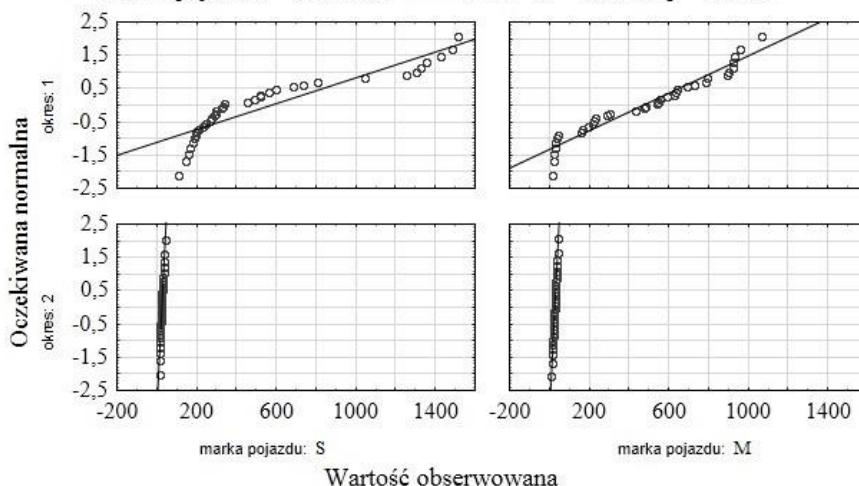 2,5
1,5
0,5
-0,5
-1,5
-2,5
okres: 1
2,5
1,5
0,5
-0,5
-1,5
-2,5
okres: 2
Oczekiwana normalna
-200 200 600 1000 1400
-200 200 600 1000 1400
marka pojazdu: S
marka pojazdu: M
Wartość obserwowana